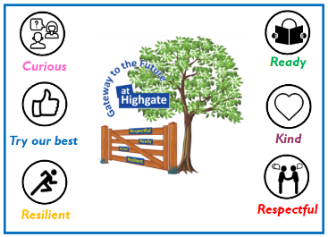 Curious
Try our best
Resilient
Gateway to the Future
at
Highgate
Respectful
Ready
Kind
Resilient
Ready
Kind
Respectful